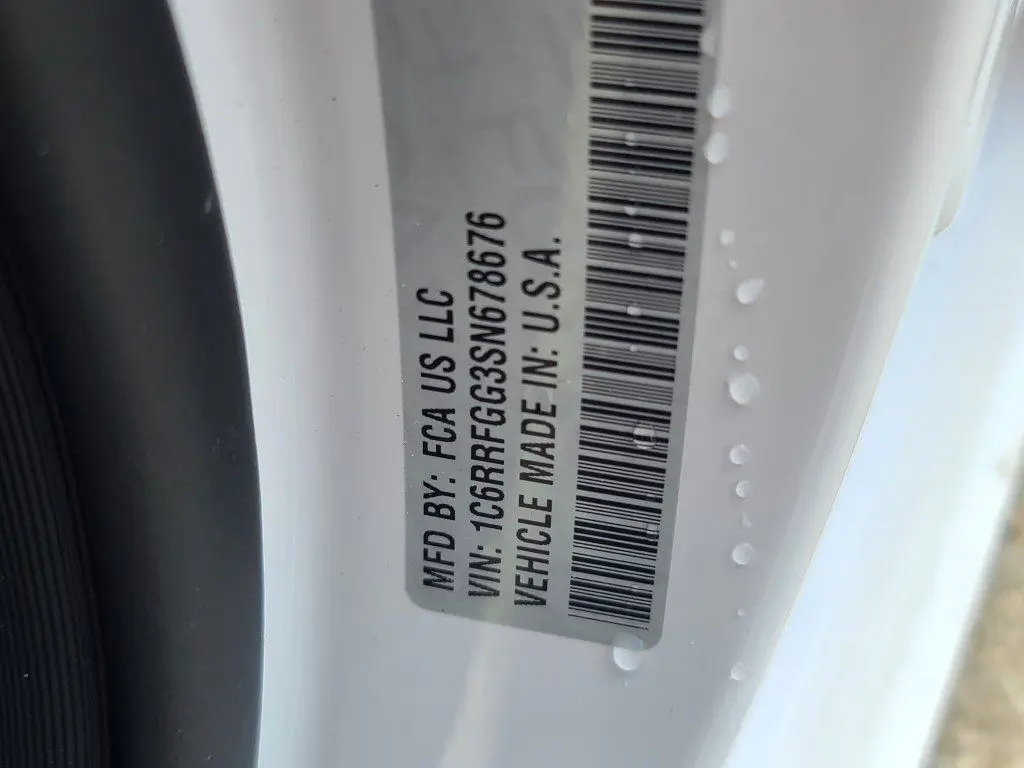 MFD BY: FCA US LLC
VIN: 1C6RRFGG3SN678676
VEHICLE MADE IN: U.S.A.